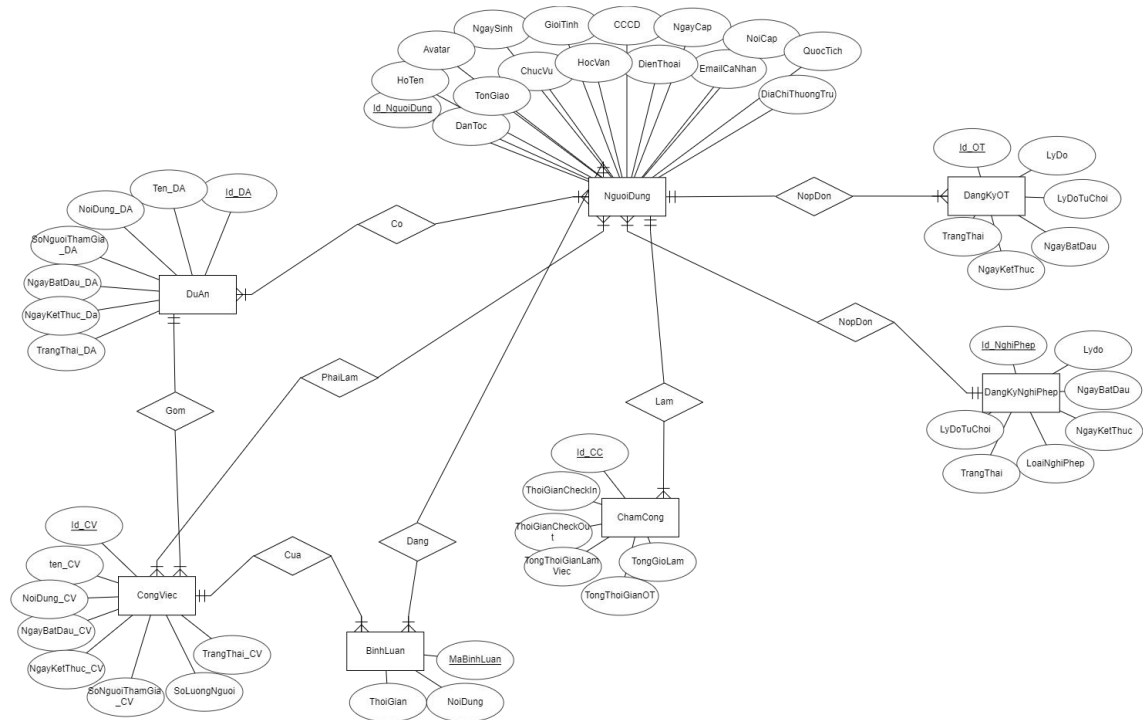 NgaySinh
GioiTinh
CCCD
NgayCap
NoiCap
QuocTich
Avatar
ChucVu
HocVan
DienThoai
EmailCaNhan
HoTen
TonGiao
DiaChiThuongTru
Id_NguoiDung
DanToc
NguoiDung
NopDon
Id_OT
LyDo
DangKyOT
LyDoTuChoi
TrangThai
NgayBatDau
NgayKetThuc
Ten_DA
Id_DA
NoiDung_DA
SoNguoiThamGia
_DA
NgayBatDau_DA
NgayKetThuc_Da
TrangThai_DA
DuAn
Co
NopDon
Id_NghiPhep
Lydo
DangKyNghiPhep
NgayBatDau
NgayKetThuc
LyDoTuChoi
LoaiNghiPhep
TrangThai
PhaiLam
Gom
Lam
Id_CC
ThoiGianCheckIn
ChamCong
ThoiGianCheckOu
t
TongThoiGianLam
Viec
TongGioLam
TongThoiGianOT
Id_CV
ten_CV
NoiDung_CV
CongViec
NgayBatDau_CV
NgayKetThuc_CV
TrangThai_CV
SoNguoiThamGia
_CV
SoLuongNguoi
Cua
Dang
BinhLuan
MaBinhLuan
ThoiGian
NoiDung